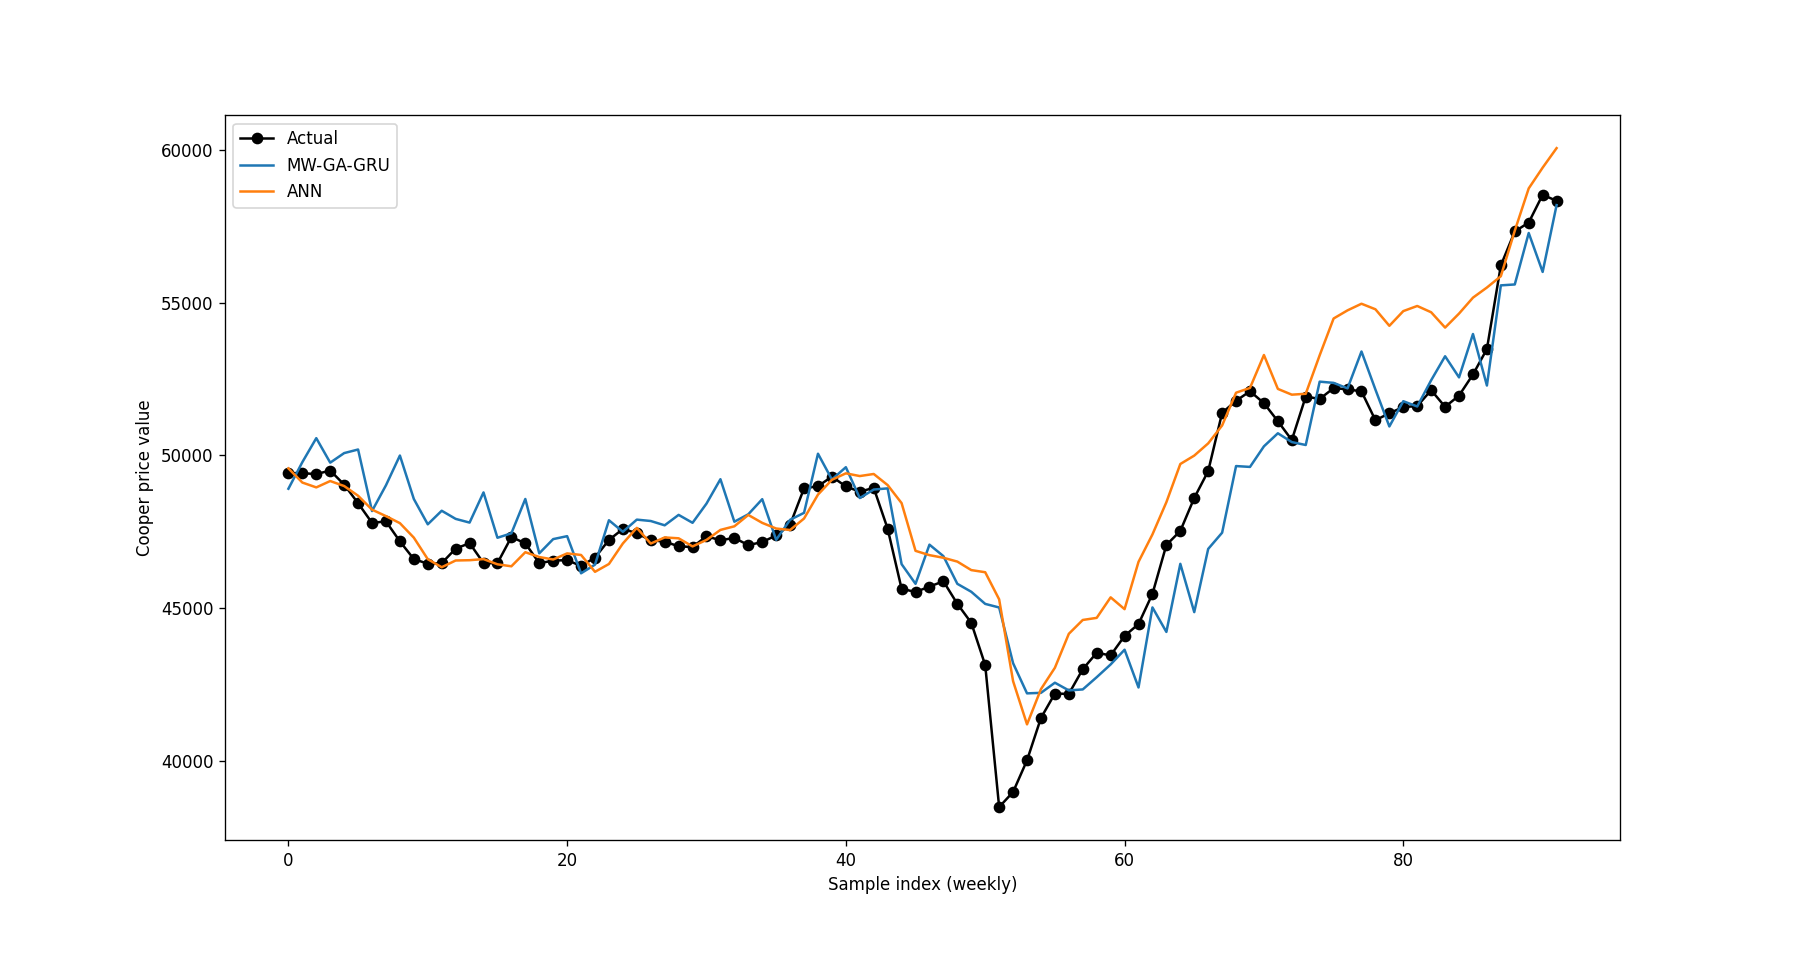 Actual
MW-GA-GRU
ANN
60000
55000
50000
45000
40000
Cooper price value
0 20 40 60 80
Sample index (weekly)